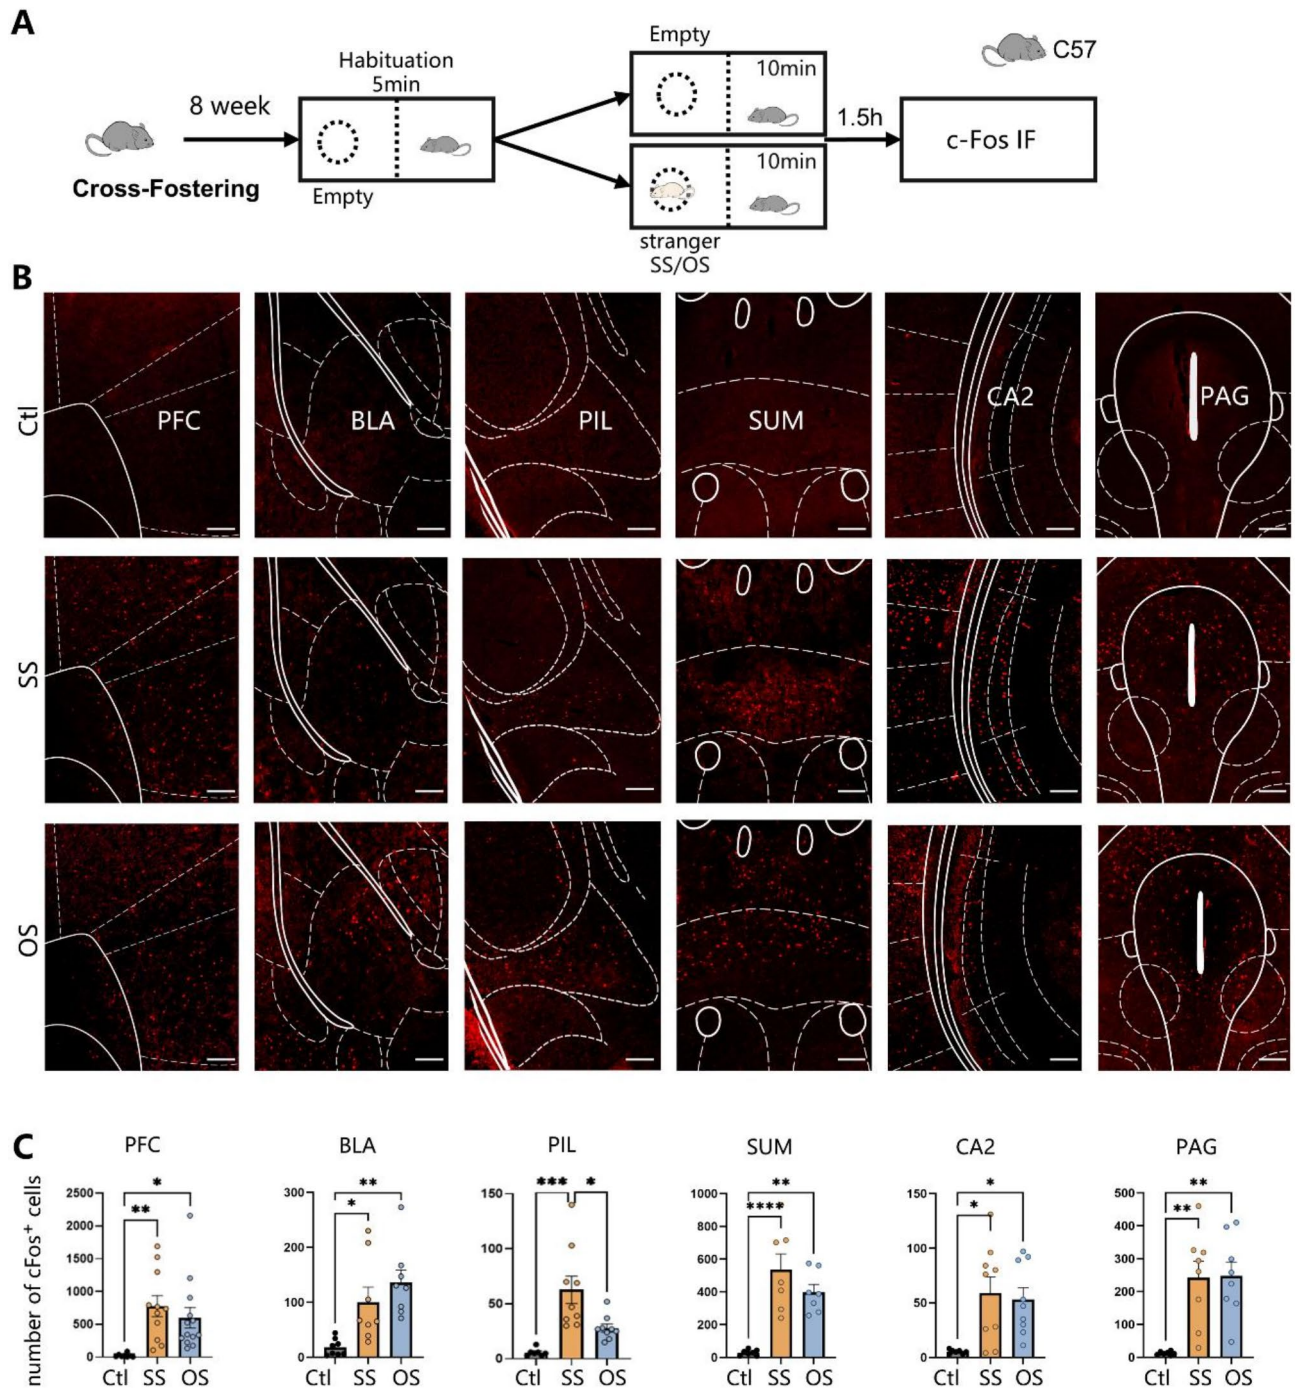 A
Empty
C57
Habituation
5min
10min
8 week
1.5h
c-Fos IF
10min
Cross-Fostering
Empty
stranger
SS/OS
B
Ctl
PFC
BLA
PIL
SUM
CA2
PAG
SS
OS
C
number of cFos+ cells
PFC
**
*
2500
2000
1500
1000
500
0
Ctl SS OS
BLA
*
**
300
200
100
0
Ctl SS OS
PIL
***
*
150
100
50
0
Ctl SS OS
SUM
****
**
1000
800
600
400
200
0
Ctl SS OS
CA2
*
*
150
100
50
0
Ctl SS OS
PAG
**
**
500
400
300
200
100
0
Ctl SS OS